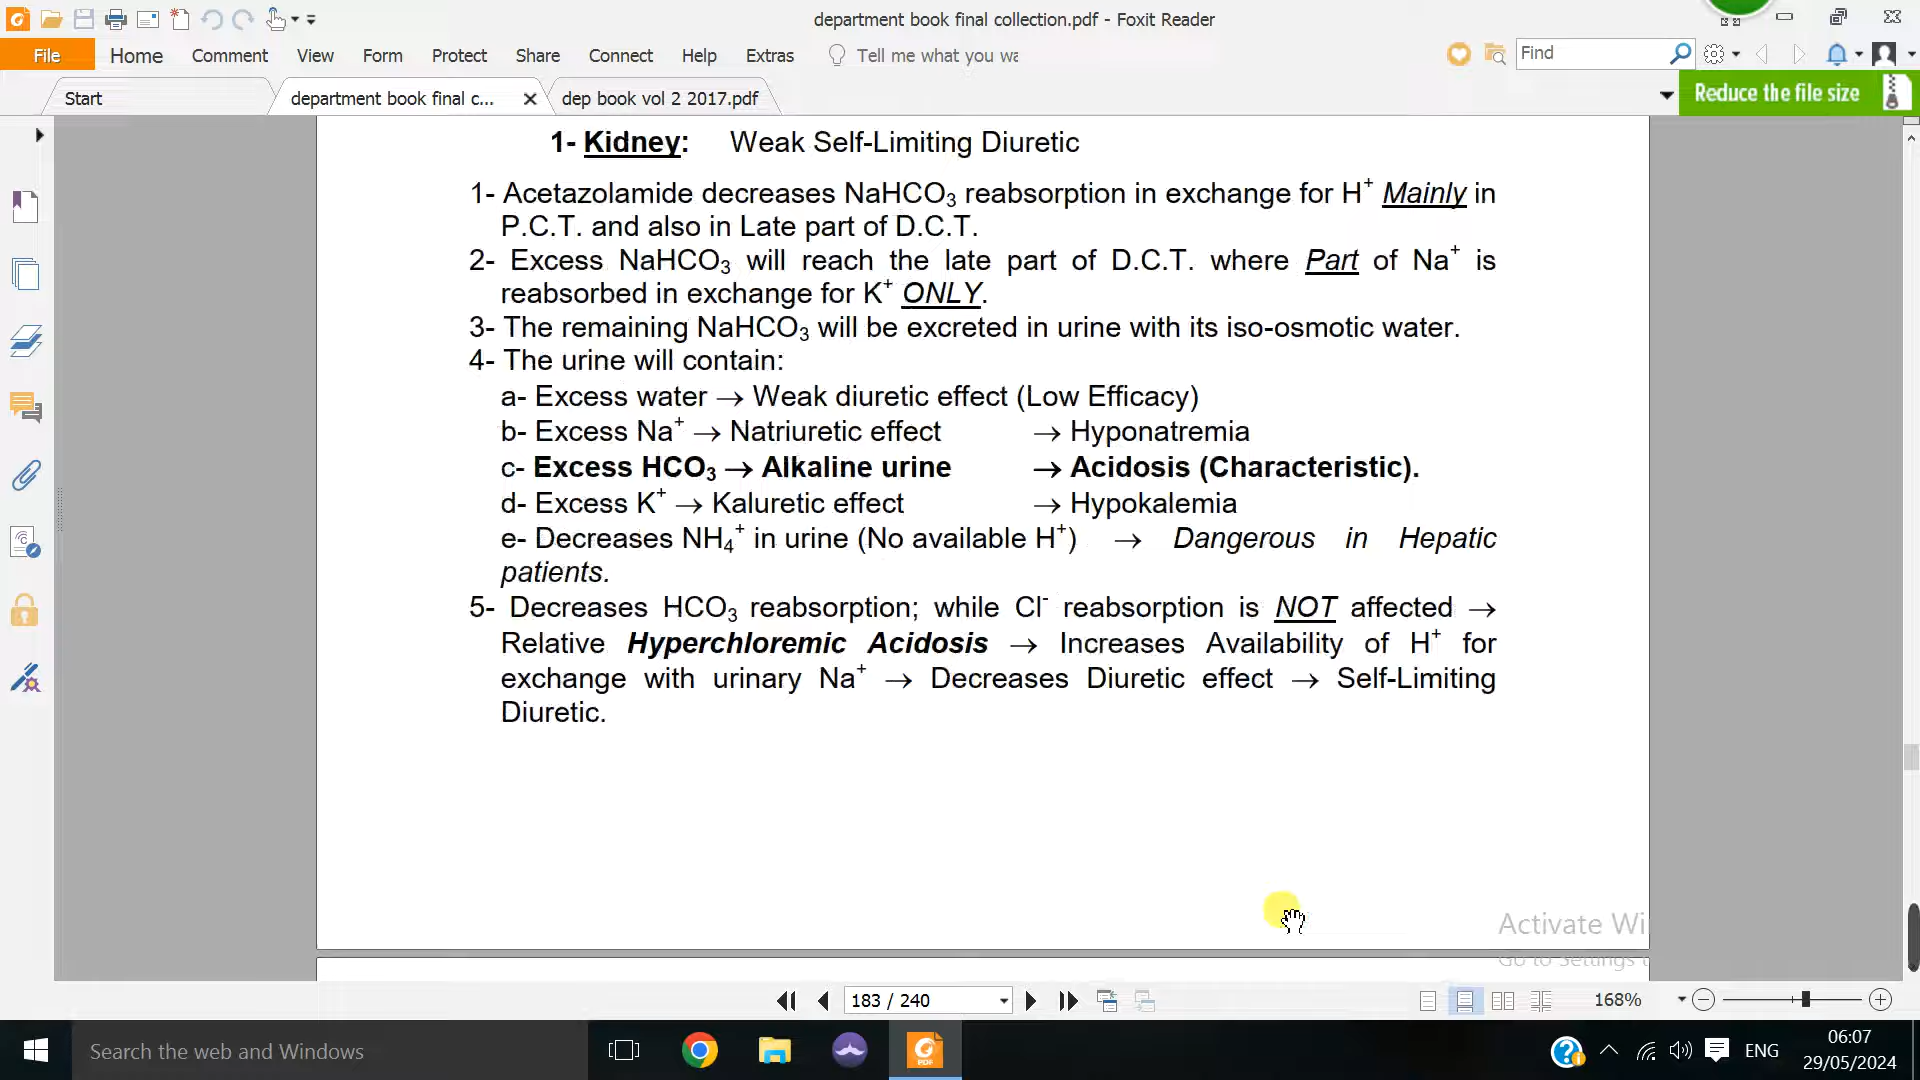 department book final collection.pdf - Foxit Reader
File Home Comment View Form Protect Share Connect Help Extras Tell me what you wa Find
Start department book final c... dep book vol 2 2017.pdf Reduce the file size
1- Kidney: Weak Self-Limiting Diuretic
1- Acetazolamide decreases NaHCO₃ reabsorption in exchange for H⁺ Mainly in
P.C.T. and also in Late part of D.C.T.
2- Excess NaHCO₃ will reach the late part of D.C.T. where Part of Na⁺ is
reabsorbed in exchange for K⁺ ONLY.
3- The remaining NaHCO₃ will be excreted in urine with its iso-osmotic water.
4- The urine will contain:
a- Excess water → Weak diuretic effect (Low Efficacy)
b- Excess Na⁺ → Natriuretic effect → Hyponatremia
c- Excess HCO₃ → Alkaline urine → Acidosis (Characteristic).
d- Excess K⁺ → Kaluretic effect → Hypokalemia
e- Decreases NH₄⁺ in urine (No available H⁺) → Dangerous in Hepatic
patients.
5- Decreases HCO₃ reabsorption; while Cl⁻ reabsorption is NOT affected →
Relative Hyperchloremic Acidosis → Increases Availability of H⁺ for
exchange with urinary Na⁺ → Decreases Diuretic effect → Self-Limiting
Diuretic.
Activate Wi
Go to Settings
183 / 240 168%
Search the web and Windows PDF ENG 06:07
29/05/2024